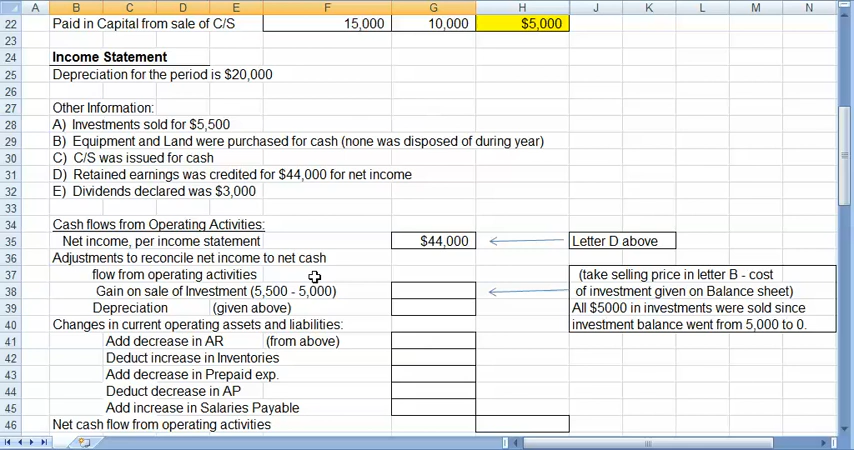 A B C D E F G H J K L M N
22 Paid in Capital from sale of C/S 15,000 10,000 $5,000
23
24 Income Statement
25 Depreciation for the period is $20,000
26
27 Other Information:
28 A) Investments sold for $5,500
29 B) Equipment and Land were purchased for cash (none was disposed of during year)
30 C) C/S was issued for cash
31 D) Retained earnings was credited for $44,000 for net income
32 E) Dividends declared was $3,000
33
34 Cash flows from Operating Activities:
35 Net income, per income statement $44,000 Letter D above
36 Adjustments to reconcile net income to net cash
37 flow from operating activities (take selling price in letter B - cost
38 Gain on sale of Investment (5,500 - 5,000) of investment given on Balance sheet)
39 Depreciation (given above) All $5000 in investments were sold since
40 Changes in current operating assets and liabilities: investment balance went from 5,000 to 0.
41 Add decrease in AR (from above)
42 Deduct increase in Inventories
43 Add decrease in Prepaid exp.
44 Deduct decrease in AP
45 Add increase in Salaries Payable
46 Net cash flow from operating activities